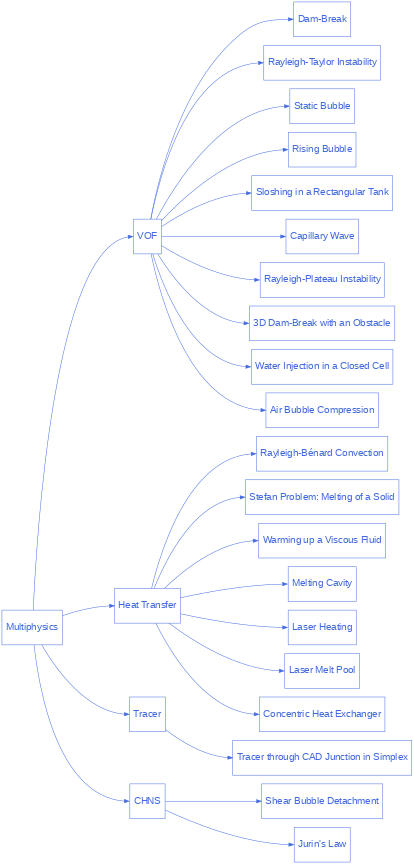 Dam-Break
Rayleigh-Taylor Instability
Static Bubble
Rising Bubble
Sloshing in a Rectangular Tank
VOF
Capillary Wave
Rayleigh-Plateau Instability
3D Dam-Break with an Obstacle
Water Injection in a Closed Cell
Air Bubble Compression
Rayleigh-Bénard Convection
Stefan Problem: Melting of a Solid
Warming up a Viscous Fluid
Melting Cavity
Heat Transfer
Multiphysics
Laser Heating
Laser Melt Pool
Concentric Heat Exchanger
Tracer
Tracer through CAD Junction in Simplex
CHNS
Shear Bubble Detachment
Jurin's Law